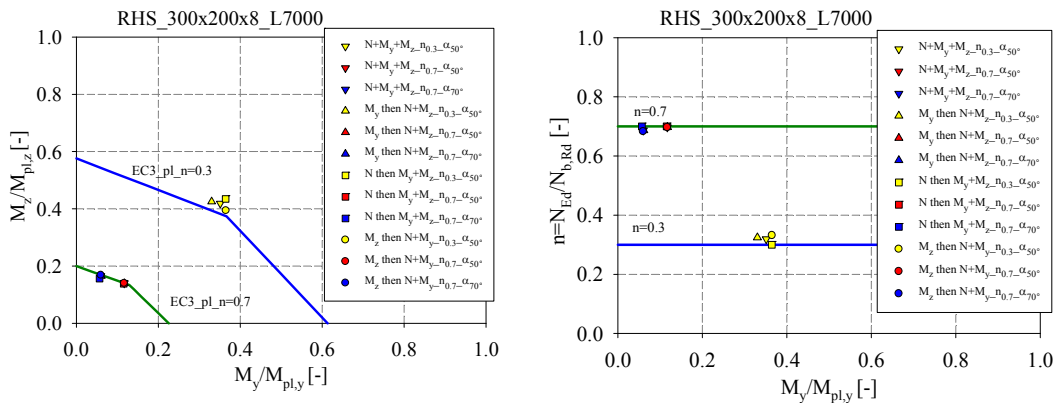 RHS_300x200x8_L7000
1.0
0.8
0.6
0.4
0.2
0.0
M_z/M_pl,z [-]
EC3_pl_n=0.3
EC3_pl_n=0.7
0.0 0.2 0.4 0.6 0.8 1.0
M_y/M_pl,y [-]
N+M_y+M_z_n_0.3_α_50°
N+M_y+M_z_n_0.7_α_50°
N+M_y+M_z_n_0.7_α_70°
M_y then N+M_z_n_0.3_α_50°
M_y then N+M_z_n_0.7_α_50°
M_y then N+M_z_n_0.7_α_70°
N then M_y+M_z_n_0.3_α_50°
N then M_y+M_z_n_0.7_α_50°
N then M_y+M_z_n_0.7_α_70°
M_z then N+M_y_n_0.3_α_50°
M_z then N+M_y_n_0.7_α_50°
M_z then N+M_y_n_0.7_α_70°
RHS_300x200x8_L7000
1.0
0.8
0.6
0.4
0.2
0.0
n=N_Ed/N_b,Rd [-]
n=0.7
n=0.3
0.0 0.2 0.4 0.6 0.8 1.0
M_y/M_pl,y [-]
N+M_y+M_z_n_0.3_α_50°
N+M_y+M_z_n_0.7_α_50°
N+M_y+M_z_n_0.7_α_70°
M_y then N+M_z_n_0.3_α_50°
M_y then N+M_z_n_0.7_α_50°
M_y then N+M_z_n_0.7_α_70°
N then M_y+M_z_n_0.3_α_50°
N then M_y+M_z_n_0.7_α_50°
N then M_y+M_z_n_0.7_α_70°
M_z then N+M_y_n_0.3_α_50°
M_z then N+M_y_n_0.7_α_50°
M_z then N+M_y_n_0.7_α_70°